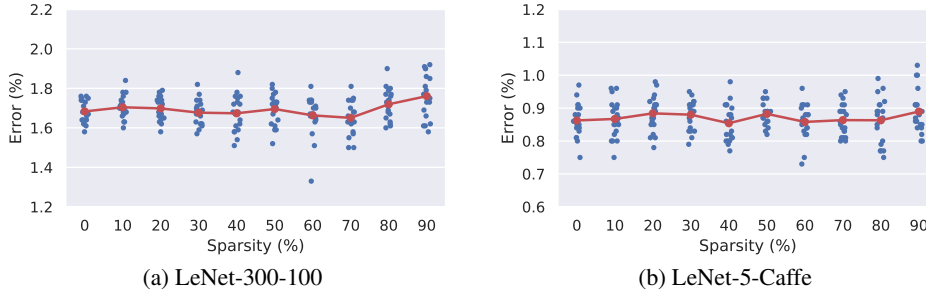 2.2
2.0
1.8
1.6
1.4
1.2
Error (%)
0 10 20 30 40 50 60 70 80 90
Sparsity (%)
(a) LeNet-300-100
1.2
1.1
1.0
0.9
0.8
0.7
0.6
Error (%)
0 10 20 30 40 50 60 70 80 90
Sparsity (%)
(b) LeNet-5-Caffe